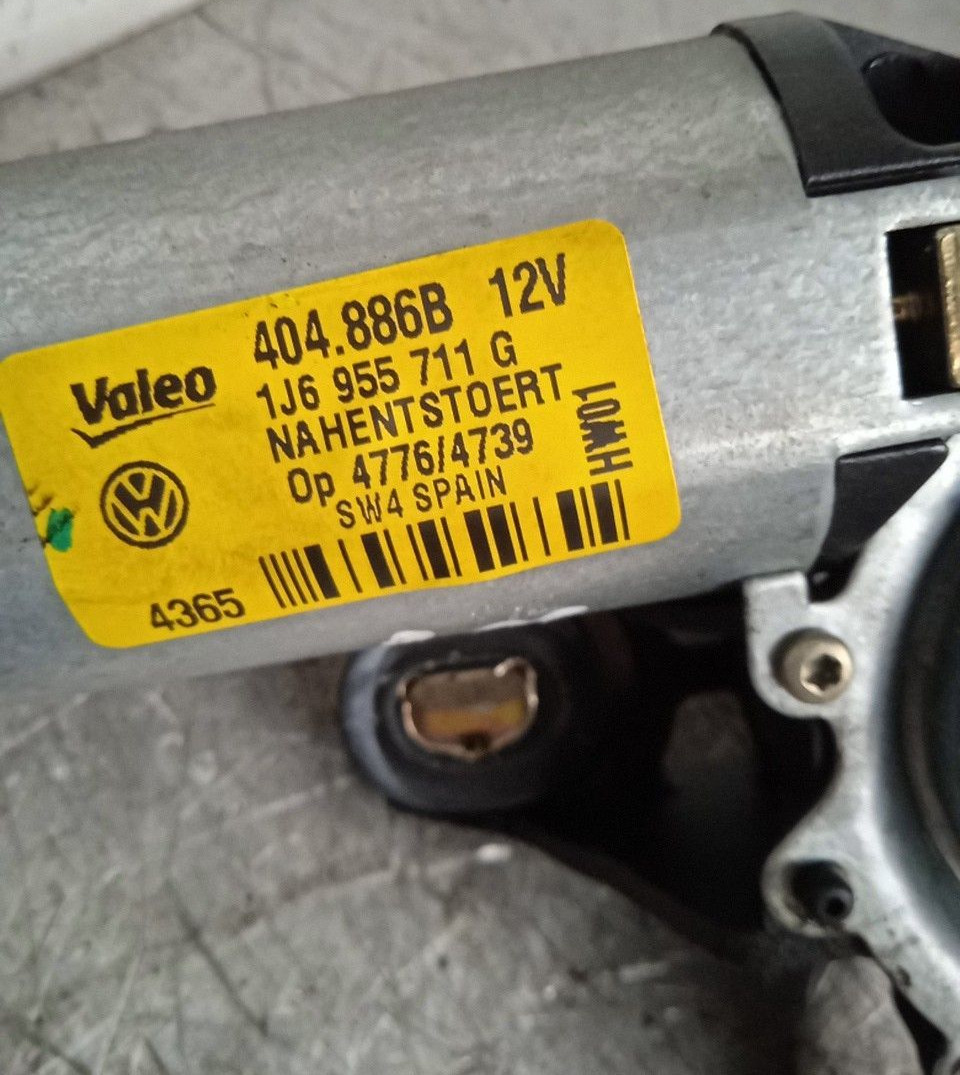 Valeo
404.886B 12V
1J6 955 711 G
NAHENTSTOERT
Op 4776/4739
SW4 SPAIN
HW01
4365